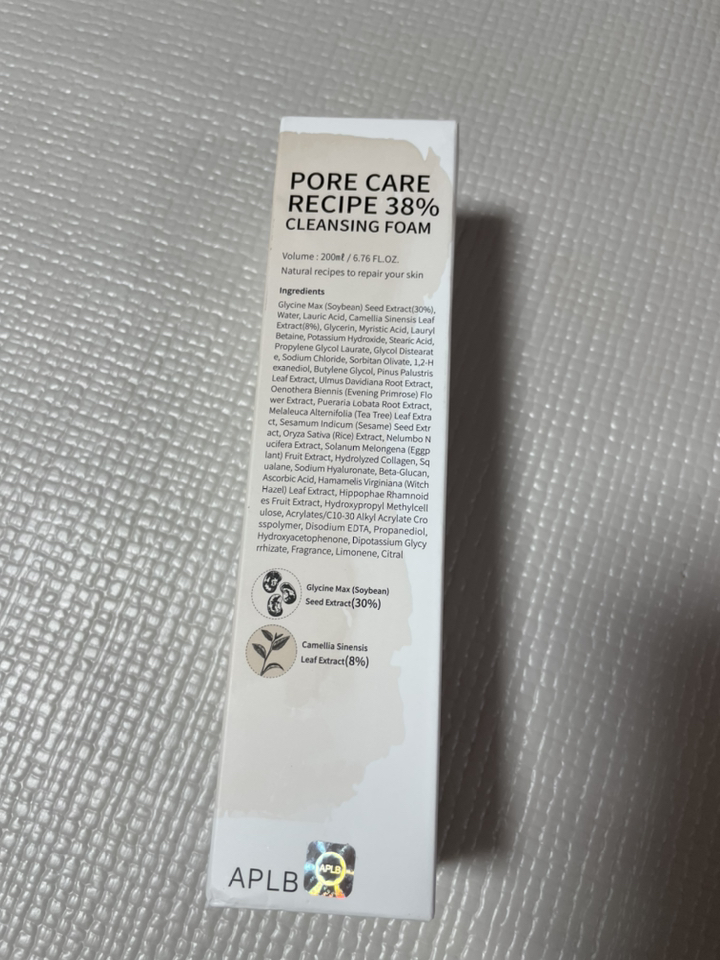 PORE CARE
RECIPE 38%
CLEANSING FOAM
Volume : 200㎖ / 6.76 FL.OZ.
Natural recipes to repair your skin
Ingredients
Glycine Max (Soybean) Seed Extract(30%),
Water, Lauric Acid, Camellia Sinensis Leaf
Extract(8%), Glycerin, Myristic Acid, Lauryl
Betaine, Potassium Hydroxide, Stearic Acid,
Propylene Glycol Laurate, Glycol Distearat
e, Sodium Chloride, Sorbitan Olivate, 1,2-H
exanediol, Butylene Glycol, Pinus Palustris
Leaf Extract, Ulmus Davidiana Root Extract,
Oenothera Biennis (Evening Primrose) Flo
wer Extract, Pueraria Lobata Root Extract,
Melaleuca Alternifolia (Tea Tree) Leaf Extra
ct, Sesamum Indicum (Sesame) Seed Extr
act, Oryza Sativa (Rice) Extract, Nelumbo N
ucifera Extract, Solanum Melongena (Eggp
lant) Fruit Extract, Hydrolyzed Collagen, Sq
ualane, Sodium Hyaluronate, Beta-Glucan,
Ascorbic Acid, Hamamelis Virginiana (Witch
Hazel) Leaf Extract, Hippophae Rhamnoid
es Fruit Extract, Hydroxypropyl Methylcell
ulose, Acrylates/C10-30 Alkyl Acrylate Cro
sspolymer, Disodium EDTA, Propanediol,
Hydroxyacetophenone, Dipotassium Glycy
rrhizate, Fragrance, Limonene, Citral
Glycine Max (Soybean)
Seed Extract(30%)
Camellia Sinensis
Leaf Extract(8%)
APLB
APLB